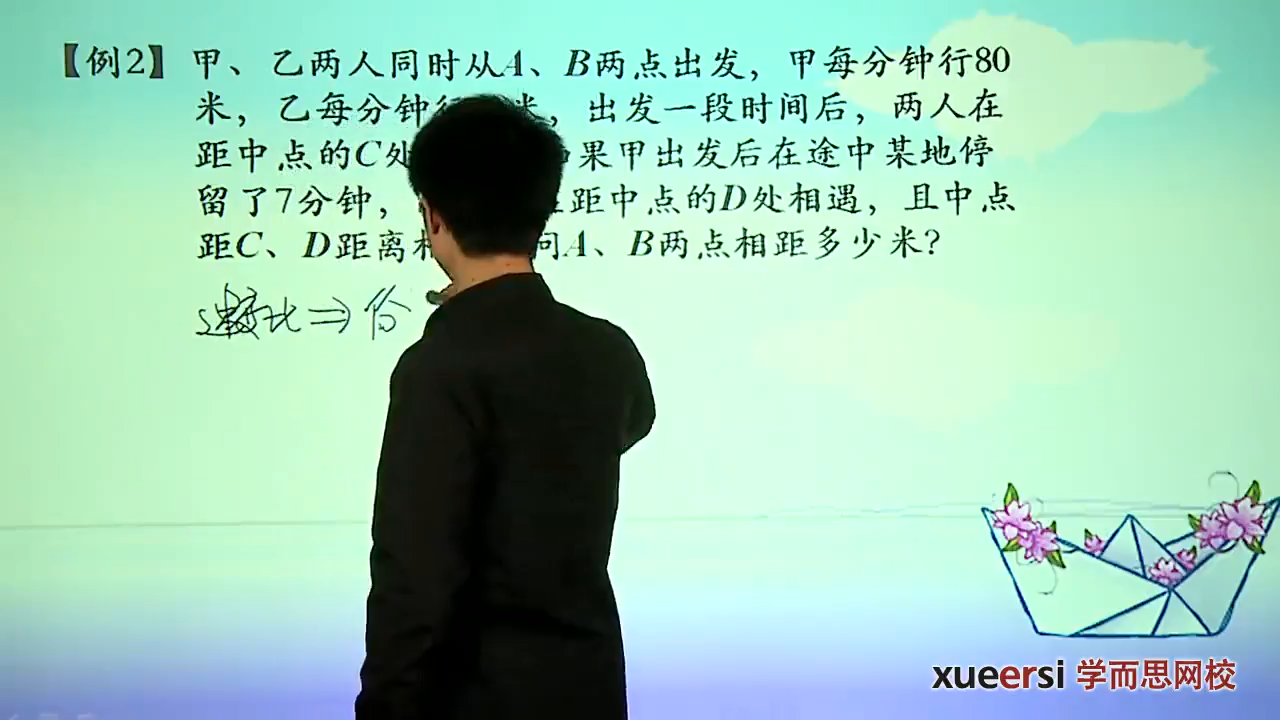 【例2】甲、乙两人同时从A、B两点出发，甲每分钟行80
米，乙每分钟行 米，出发一段时间后，两人在
距中点的C处 果甲出发后在途中某地停
留了7分钟， 距中点的D处相遇，且中点
距C、D距离 问A、B两点相距多少米？
速度比⇒份
xueersi 学而思网校